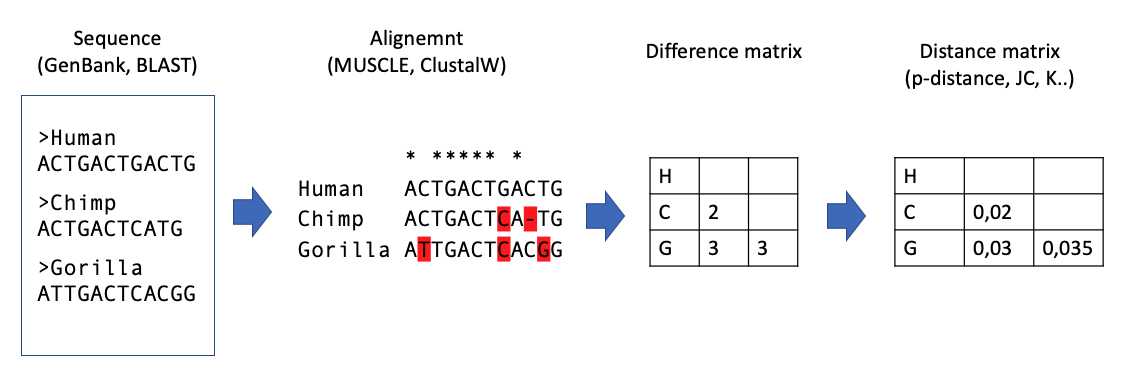 Sequence
(GenBank, BLAST)
>Human
ACTGACTGACTG
>Chimp
ACTGACTCATG
>Gorilla
ATTGACTCACGG
Alignemnt
(MUSCLE, ClustalW)
* ***** *
Human ACTGACTGACTG
Chimp ACTGACTCA-TG
Gorilla ATTGACTCACGG
Difference matrix
H
C 2
G 3 3
Distance matrix
(p-distance, JC, K..)
H
C 0,02
G 0,03 0,035